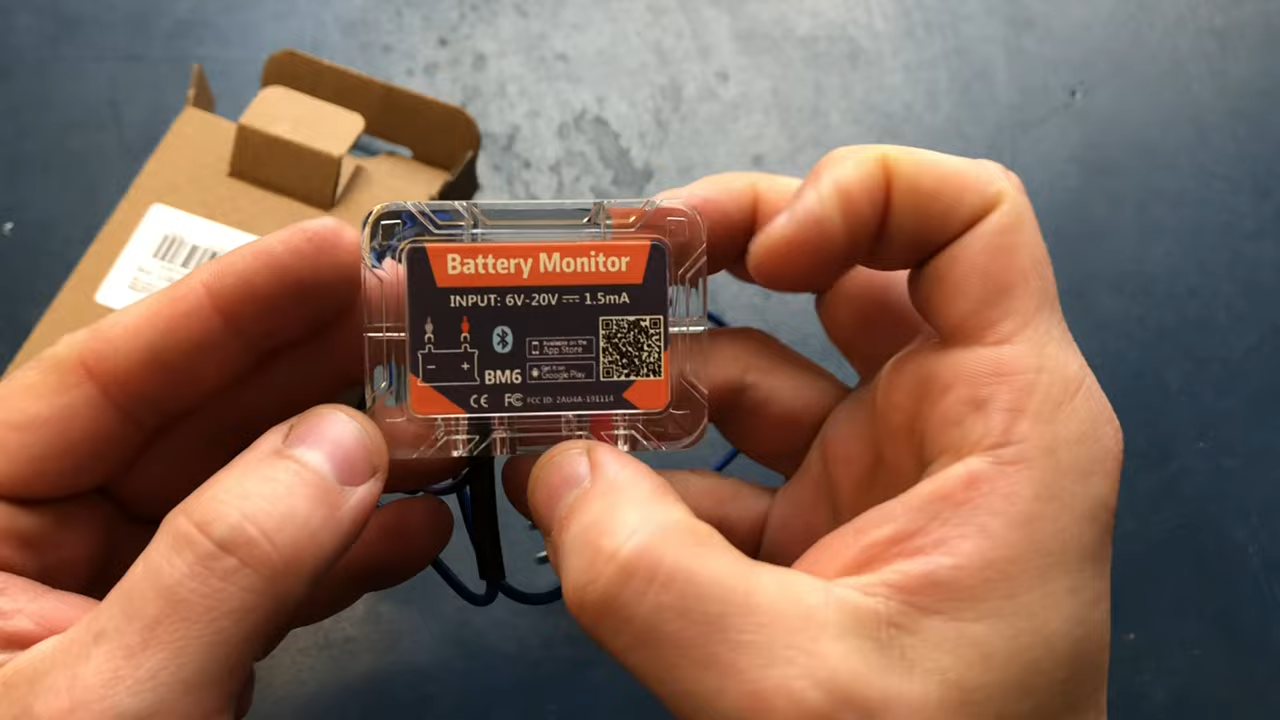 Battery Monitor
INPUT: 6V-20V ⎓ 1.5mA
Available on the
App Store
− +
BM6
Get it on
Google Play
CE FC FCC ID: 2AU4A-191114